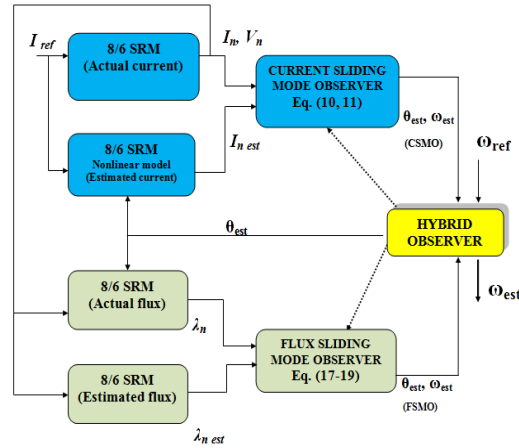 I ref
8/6 SRM
(Actual current)
In, Vn
CURRENT SLIDING
MODE OBSERVER
Eq. (10, 11)
θest, ωest
(CSMO)
ωref
8/6 SRM
Nonlinear model
(Estimated current)
In est
HYBRID
OBSERVER
θest
ωest
8/6 SRM
(Actual flux)
λn
FLUX SLIDING
MODE OBSERVER
Eq. (17-19)
θest, ωest
(FSMO)
8/6 SRM
(Estimated flux)
λn est